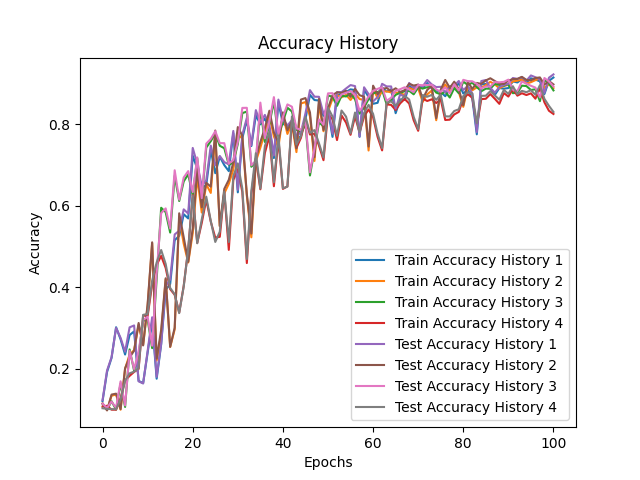 Accuracy History
Accuracy
0.8
0.6
0.4
0.2
0
20
40
60
80
100
Epochs
Train Accuracy History 1
Train Accuracy History 2
Train Accuracy History 3
Train Accuracy History 4
Test Accuracy History 1
Test Accuracy History 2
Test Accuracy History 3
Test Accuracy History 4